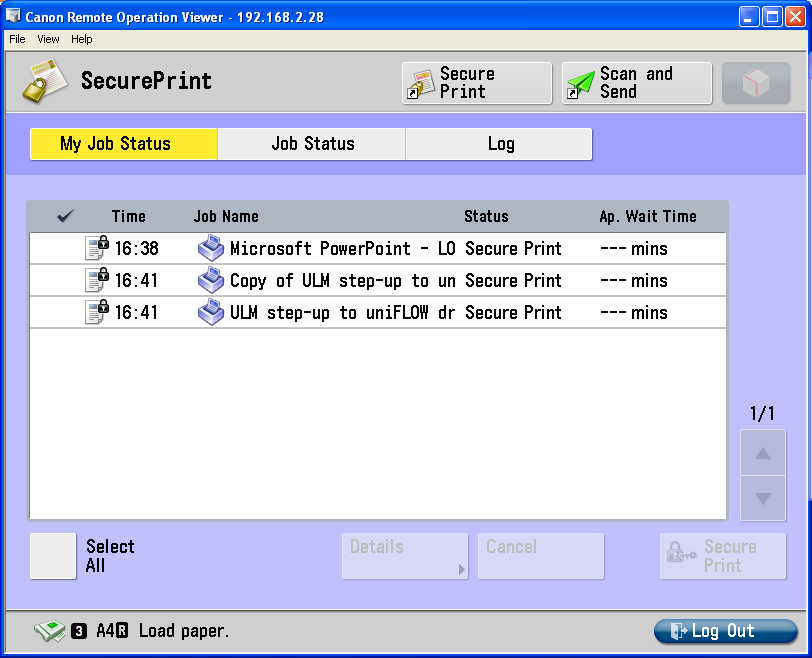 Canon Remote Operation Viewer - 192.168.2.28
File View Help
SecurePrint
Secure Print
Scan and Send
My Job Status Job Status Log
Time Job Name Status Ap. Wait Time
16:38 Microsoft PowerPoint - LO Secure Print --- mins
16:41 Copy of ULM step-up to un Secure Print --- mins
16:41 ULM step-up to uniFLOW dr Secure Print --- mins
1/1
Select All
Details
Cancel
Secure Print
3 A4R Load paper.
Log Out